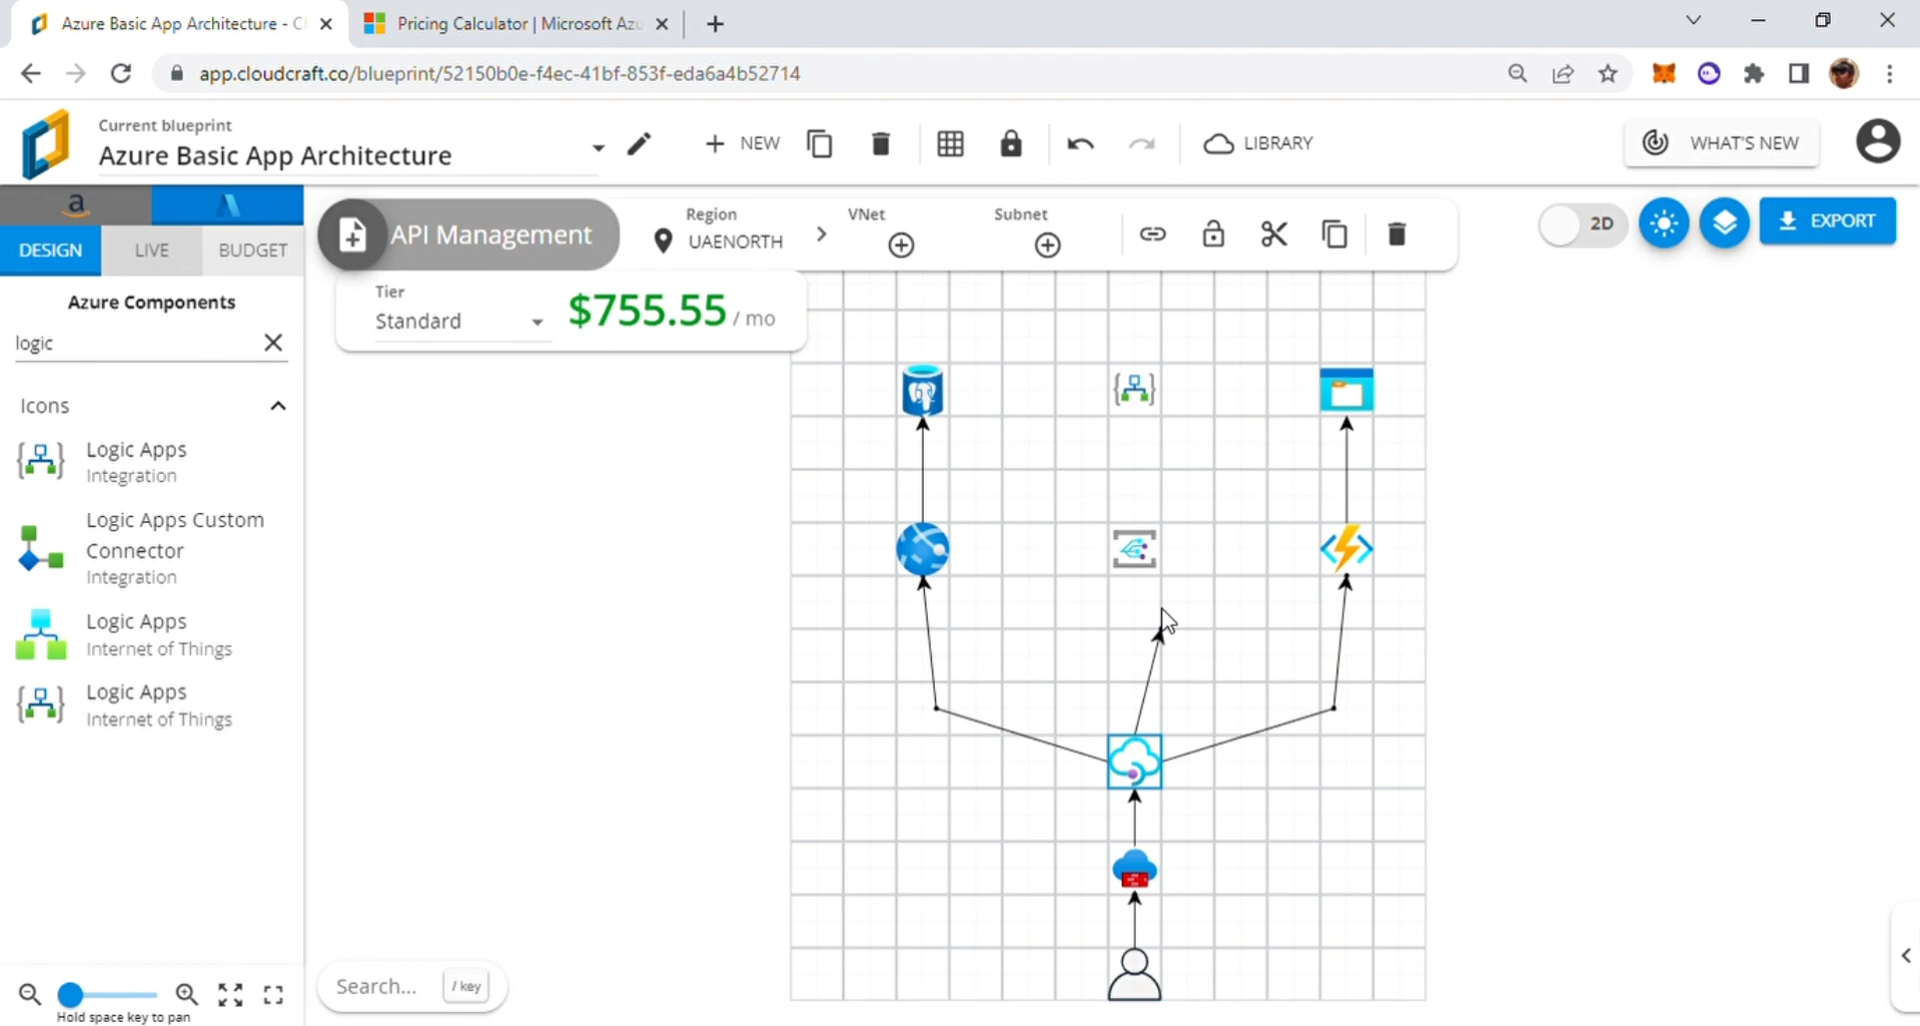 Azure Basic App Architecture - C
Pricing Calculator | Microsoft Azu
app.cloudcraft.co/blueprint/52150b0e-f4ec-41bf-853f-eda6a4b52714
Current blueprint
Azure Basic App Architecture
NEW
LIBRARY
WHAT'S NEW
DESIGN
LIVE
BUDGET
API Management
Region
UAENORTH
VNet
Subnet
2D
EXPORT
Azure Components
logic
Tier
Standard
$755.55 / mo
Icons
Logic Apps
Integration
Logic Apps Custom
Connector
Integration
Logic Apps
Internet of Things
Logic Apps
Internet of Things
Search...
/ key
Hold space key to pan